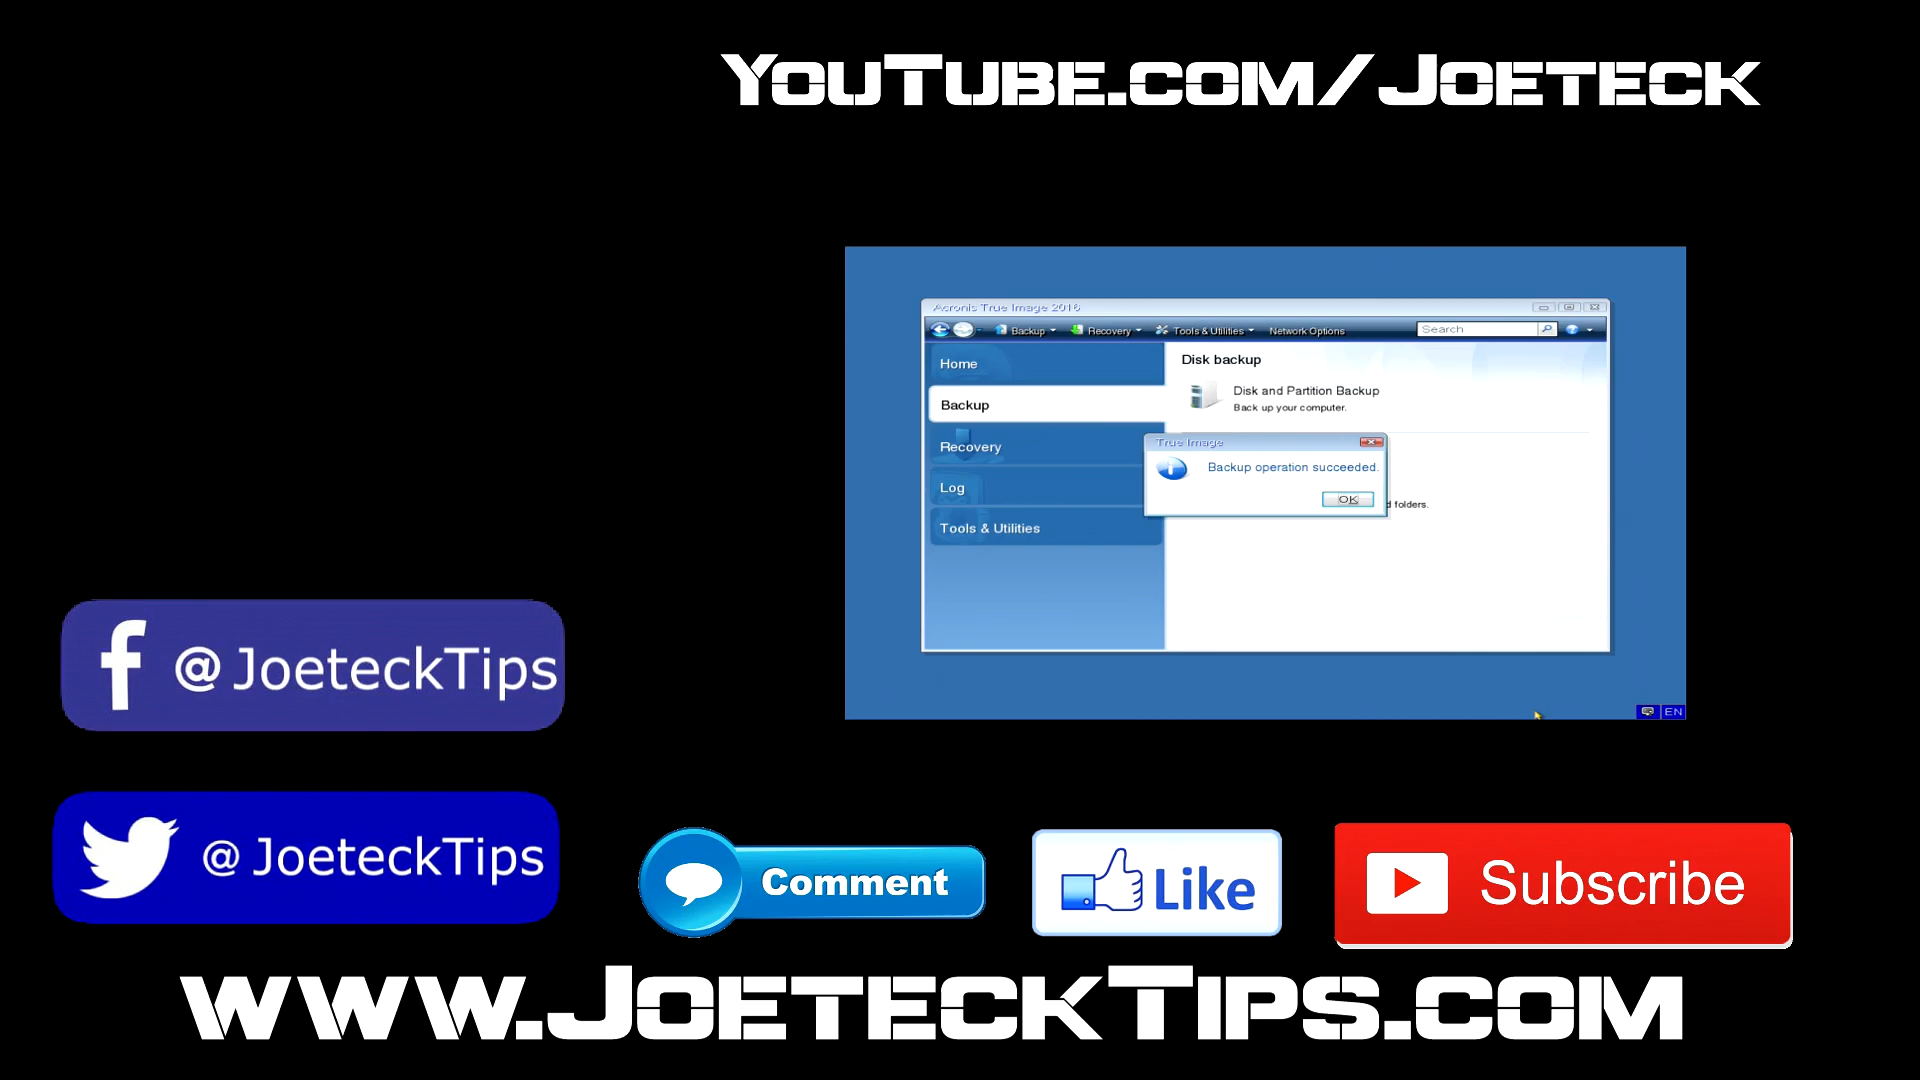 YouTube.com/Joeteck
Acronis True Image 2016
Backup Recovery Tools & Utilities Network Options Search
Home
Backup
Recovery
Log
Tools & Utilities
Disk backup
Disk and Partition Backup
Back up your computer.
True Image
Backup operation succeeded.
OK
d folders.
EN
f @JoeteckTips
@JoeteckTips
Comment
Like
Subscribe
www.JoeteckTips.com